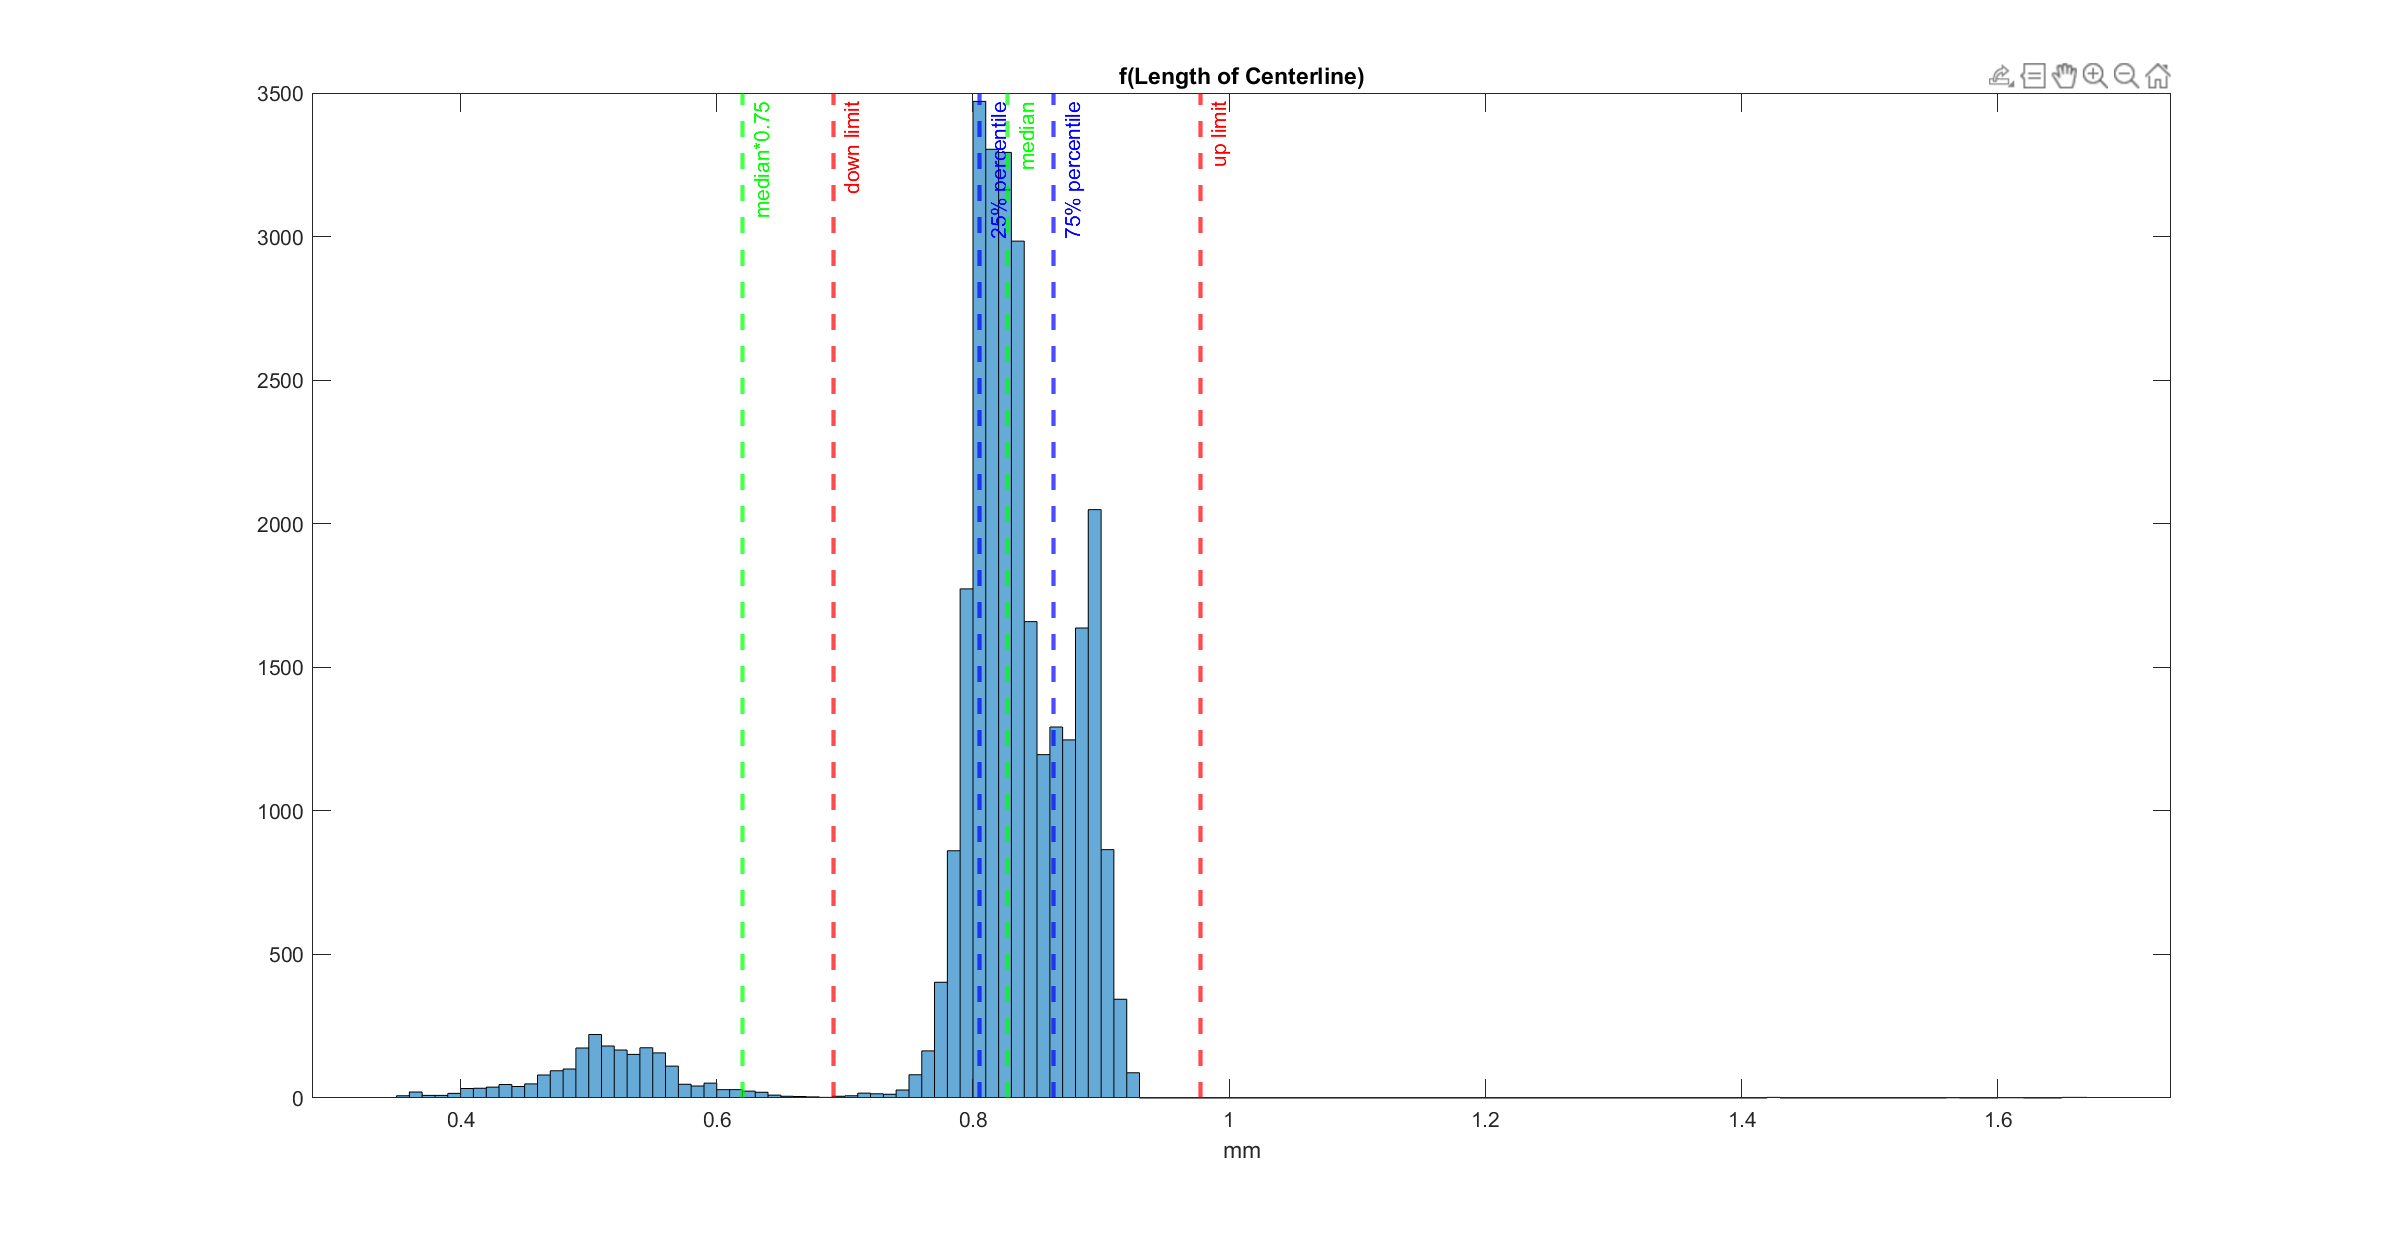 f(Length of Centerline)
3500
3000
2500
2000
1500
1000
500
0
median*0.75
down limit
25% percentile
median
75% percentile
up limit
0.4
0.6
0.8
1
1.2
1.4
1.6
mm